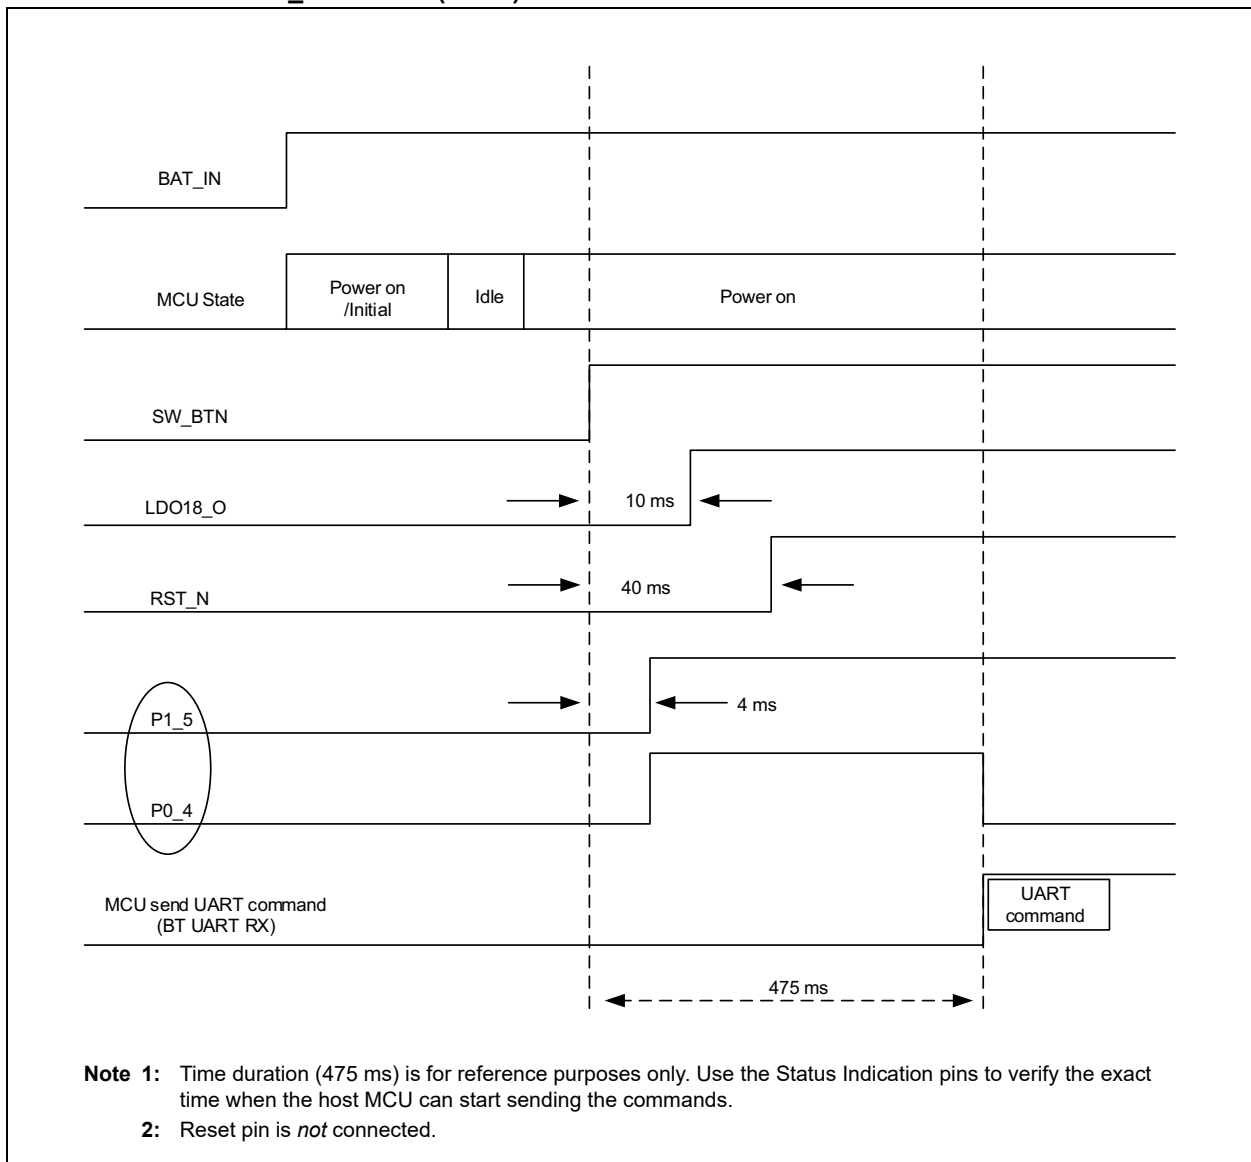 BAT_IN
MCU State
Power on
/Initial
Idle
Power on
SW_BTN
LDO18_O
10 ms
RST_N
40 ms
P1_5
4 ms
P0_4
MCU send UART command
(BT UART RX)
UART
command
475 ms
Note 1: Time duration (475 ms) is for reference purposes only. Use the Status Indication pins to verify the exact
time when the host MCU can start sending the commands.
2: Reset pin is not connected.